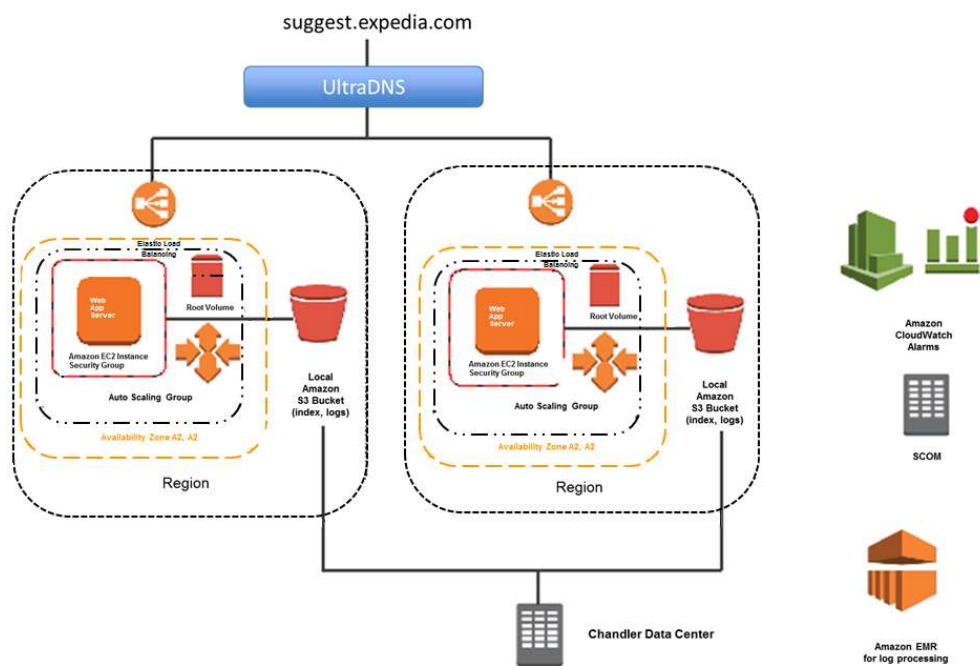 suggest.expedia.com
UltraDNS
Elastic Load
Balancing
Web
App
Server
Root Volume
Amazon EC2 Instance
Security Group
Auto Scaling Group
Availability Zone A2, A2
Region
Local
Amazon
S3 Bucket
(index, logs)
Elastic Load
Balancing
Web
App
Server
Root Volume
Amazon EC2 Instance
Security Group
Auto Scaling Group
Availability Zone A2, A2
Region
Local
Amazon
S3 Bucket
(index, logs)
Amazon
CloudWatch
Alarms
SCOM
Chandler Data Center
Amazon EMR
for log processing